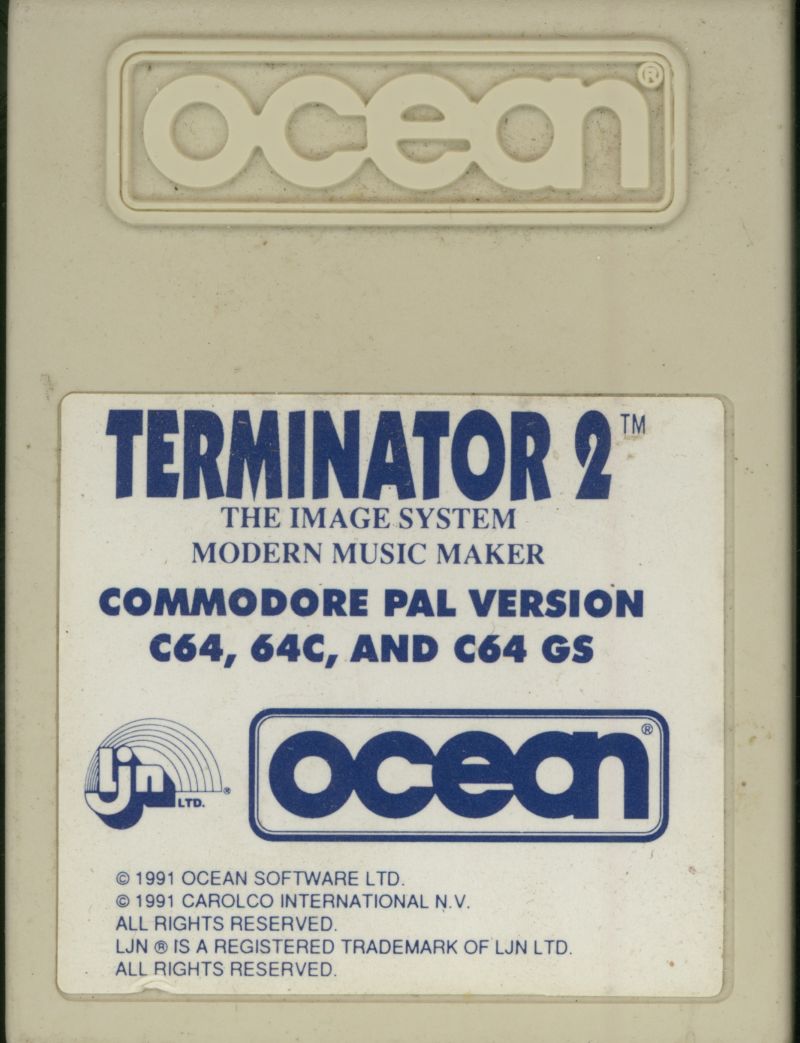 ocean®
TERMINATOR 2™
THE IMAGE SYSTEM
MODERN MUSIC MAKER
COMMODORE PAL VERSION
C64, 64C, AND C64 GS
ljn LTD.®
ocean®
© 1991 OCEAN SOFTWARE LTD.
© 1991 CAROLCO INTERNATIONAL N.V.
ALL RIGHTS RESERVED.
LJN ® IS A REGISTERED TRADEMARK OF LJN LTD.
ALL RIGHTS RESERVED.